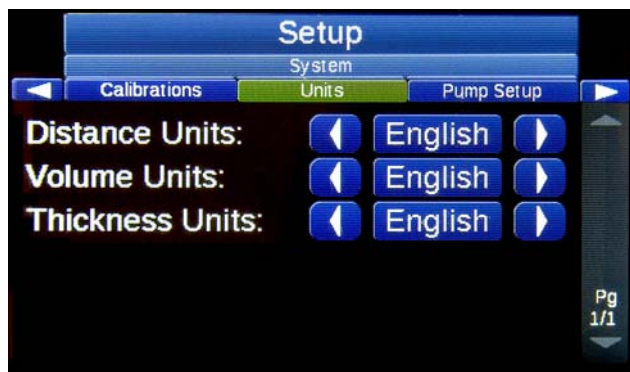 Setup
System
Calibrations Units Pump Setup
Distance Units: English
Volume Units: English
Thickness Units: English
Pg
1/1